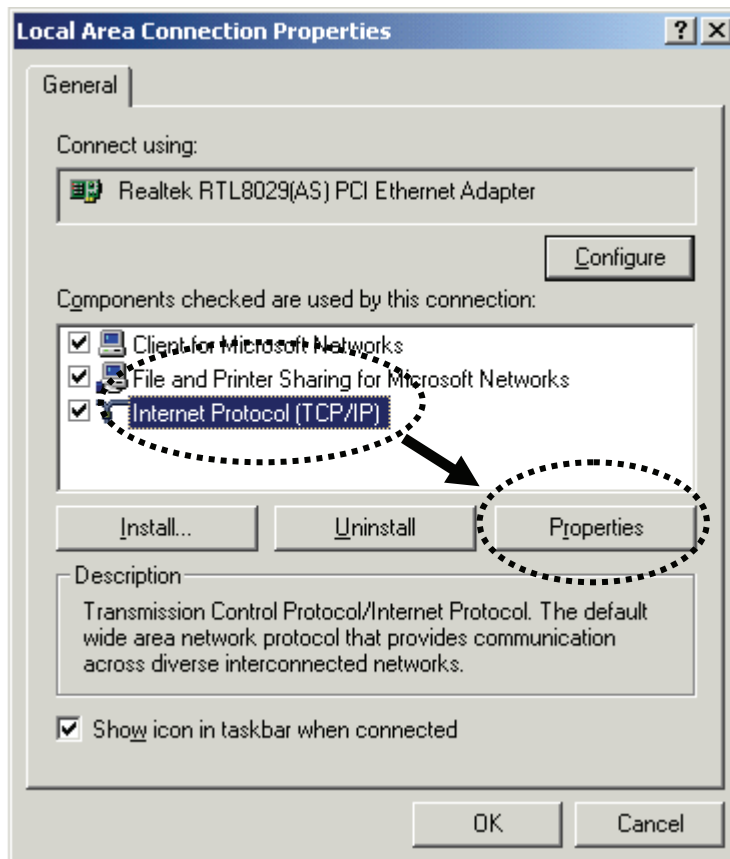 Local Area Connection Properties
General
Connect using:
Realtek RTL8029(AS) PCI Ethernet Adapter
Configure
Components checked are used by this connection:
Client for Microsoft Networks
File and Printer Sharing for Microsoft Networks
Internet Protocol (TCP/IP)
Install... Uninstall Properties
Description
Transmission Control Protocol/Internet Protocol. The default
wide area network protocol that provides communication
across diverse interconnected networks.
Show icon in taskbar when connected
OK Cancel